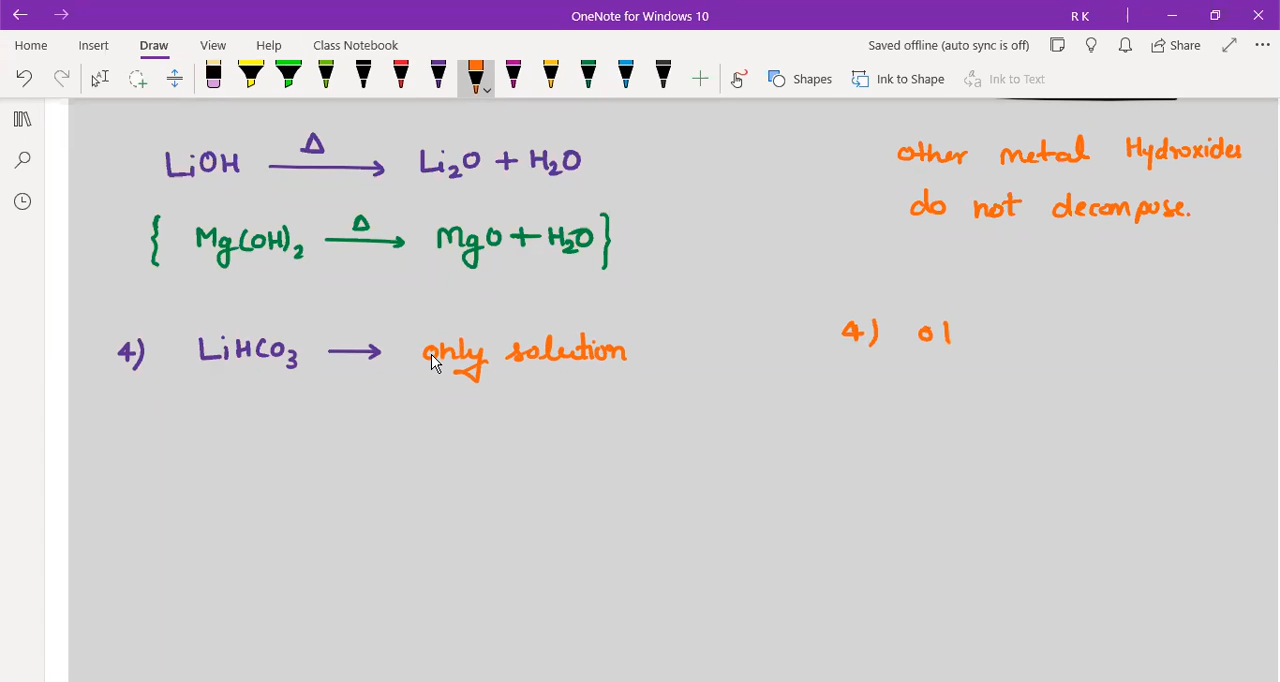 OneNote for Windows 10
R K
Home Insert Draw View Help Class Notebook
Saved offline (auto sync is off)
Share
Shapes
Ink to Shape
Ink to Text
LiOH Δ → Li₂O + H₂O
other metal Hydroxides
do not decompose.
{ Mg(OH)₂ Δ → MgO + H₂O }
4) LiHCO₃ → only solution
4) ol